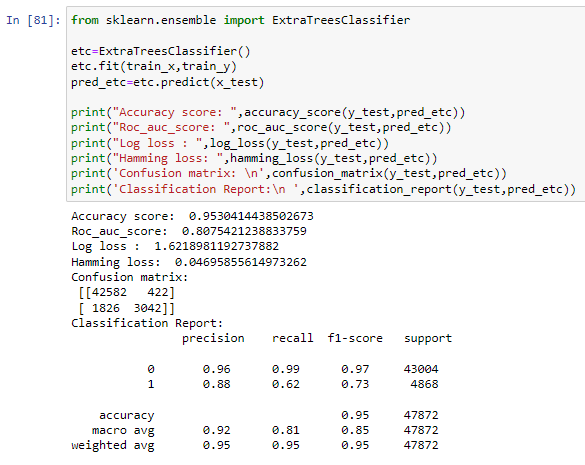 In [81]: from sklearn.ensemble import ExtraTreesClassifier
etc=ExtraTreesClassifier()
etc.fit(train_x,train_y)
pred_etc=etc.predict(x_test)
print("Accuracy score: ",accuracy_score(y_test,pred_etc))
print("Roc_auc_score: ",roc_auc_score(y_test,pred_etc))
print("Log loss : ",log_loss(y_test,pred_etc))
print("Hamming loss: ",hamming_loss(y_test,pred_etc))
print('Confusion matrix: \n',confusion_matrix(y_test,pred_etc))
print('Classification Report:\n ',classification_report(y_test,pred_etc))
Accuracy score:  0.9530414438502673
Roc_auc_score:  0.8075421238833759
Log loss :  1.6218981192737882
Hamming loss:  0.04695855614973262
Confusion matrix:
[[42582   422]
[ 1826  3042]]
Classification Report:
precision    recall  f1-score   support
0       0.96      0.99      0.97     43004
1       0.88      0.62      0.73      4868
accuracy                           0.95     47872
macro avg       0.92      0.81      0.85     47872
weighted avg       0.95      0.95      0.95     47872